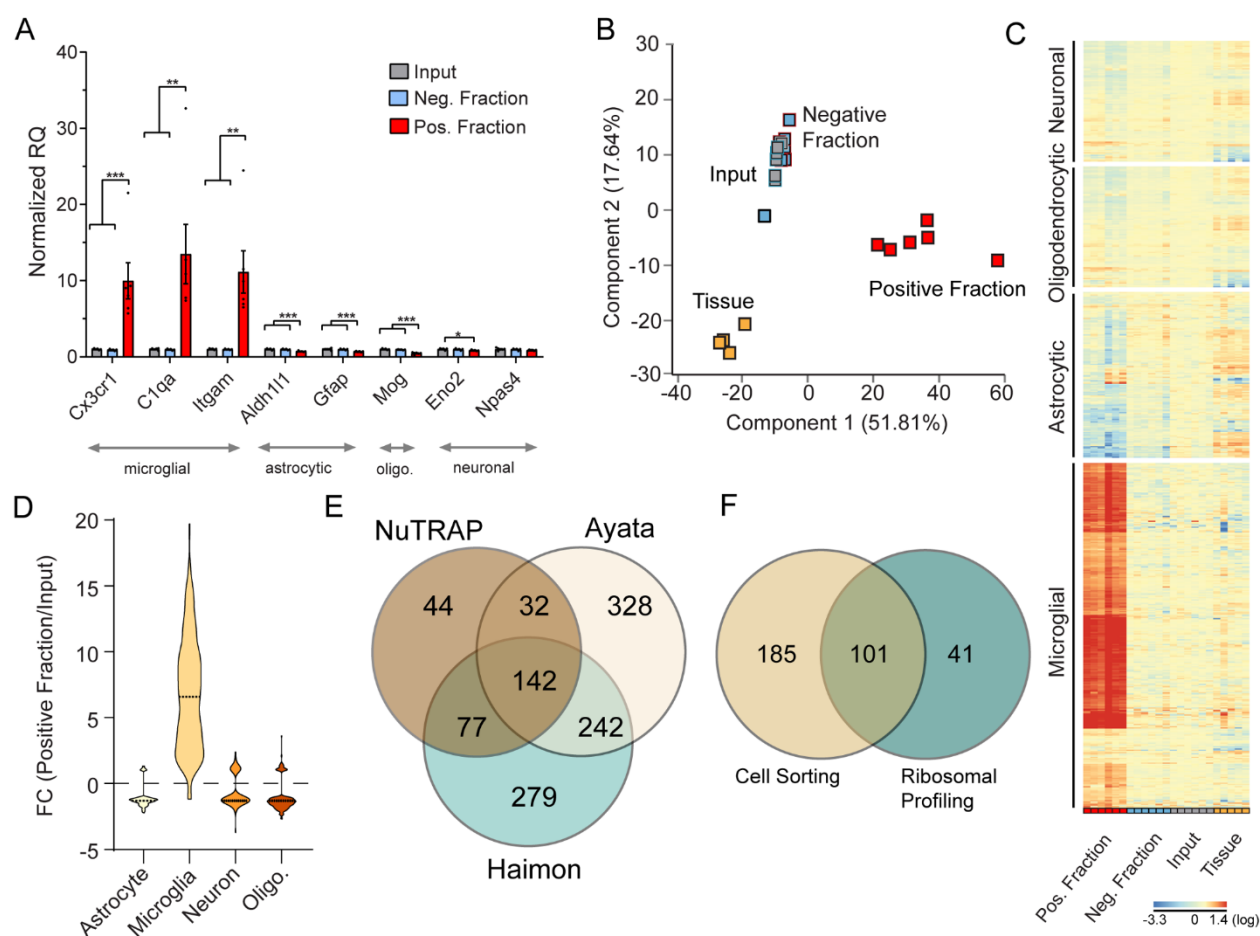 A
40
30
20
10
0
Normalized RQ
Input
Neg. Fraction
Pos. Fraction
***
**
**
***
***
***
*
Cx3cr1
C1qa
Itgam
Aldh1l1
Gfap
Mog
Eno2
Npas4
microglial
astrocytic
oligo.
neuronal
B
30
20
10
0
-10
-20
-30
Component 2 (17.64%)
Negative
Fraction
Input
Positive Fraction
Tissue
-40
-20
0
20
40
60
Component 1 (51.81%)
C
Neuronal
Oligodendrocytic
Astrocytic
Microglial
Pos. Fraction
Neg. Fraction
Input
Tissue
-3.3 0 1.4 (log)
D
20
15
10
5
0
-5
FC (Positive Fraction/Input)
Astrocyte
Microglia
Neuron
Oligo.
E
NuTRAP
Ayata
44
32
328
142
77
242
279
Haimon
F
185
101
41
Cell Sorting
Ribosomal
Profiling